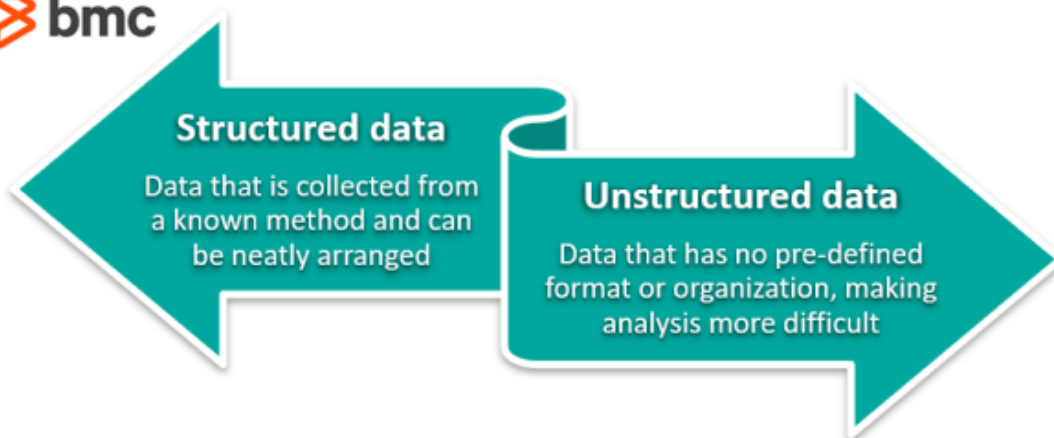 bmc
Structured data
Data that is collected from
a known method and can
be neatly arranged
Unstructured data
Data that has no pre-defined
format or organization, making
analysis more difficult